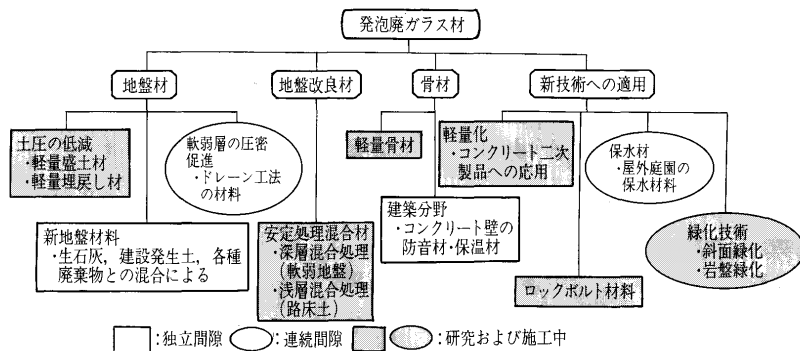 発泡廃ガラス材
地盤材
地盤改良材
骨材
新技術への適用
土圧の低減
・軽量盛土材
・軽量埋戻し材
軟弱層の圧密
促進
・ドレーン工法
の材料
新地盤材料
・生石灰，建設発生土，各種
廃棄物との混合による
安定処理混合材
・深層混合処理
(軟弱地盤)
・浅層混合処理
(路床土)
軽量骨材
建築分野
・コンクリート壁の
防音材・保温材
軽量化
・コンクリート二次
製品への応用
ロックボルト材料
保水材
・屋外庭園の
保水材料
緑化技術
・斜面緑化
・岩盤緑化
:独立間隙
:連続間隙
:研究および施工中